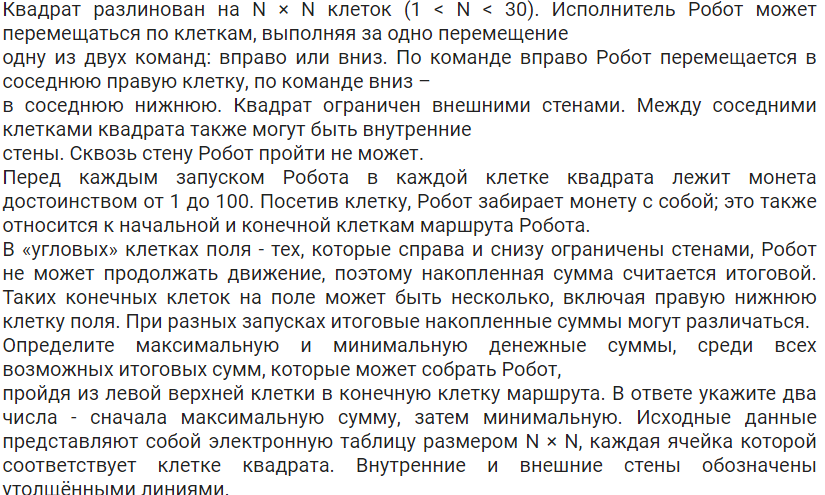 Квадрат разлинован на N × N клеток (1 < N < 30). Исполнитель Робот может
перемещаться по клеткам, выполняя за одно перемещение
одну из двух команд: вправо или вниз. По команде вправо Робот перемещается в
соседнюю правую клетку, по команде вниз –
в соседнюю нижнюю. Квадрат ограничен внешними стенами. Между соседними
клетками квадрата также могут быть внутренние
стены. Сквозь стену Робот пройти не может.
Перед каждым запуском Робота в каждой клетке квадрата лежит монета
достоинством от 1 до 100. Посетив клетку, Робот забирает монету с собой; это также
относится к начальной и конечной клеткам маршрута Робота.
В «угловых» клетках поля - тех, которые справа и снизу ограничены стенами, Робот
не может продолжать движение, поэтому накопленная сумма считается итоговой.
Таких конечных клеток на поле может быть несколько, включая правую нижнюю
клетку поля. При разных запусках итоговые накопленные суммы могут различаться.
Определите максимальную и минимальную денежные суммы, среди всех
возможных итоговых сумм, которые может собрать Робот,
пройдя из левой верхней клетки в конечную клетку маршрута. В ответе укажите два
числа - сначала максимальную сумму, затем минимальную. Исходные данные
представляют собой электронную таблицу размером N × N, каждая ячейка которой
соответствует клетке квадрата. Внутренние и внешние стены обозначены
утолщёнными линиями.